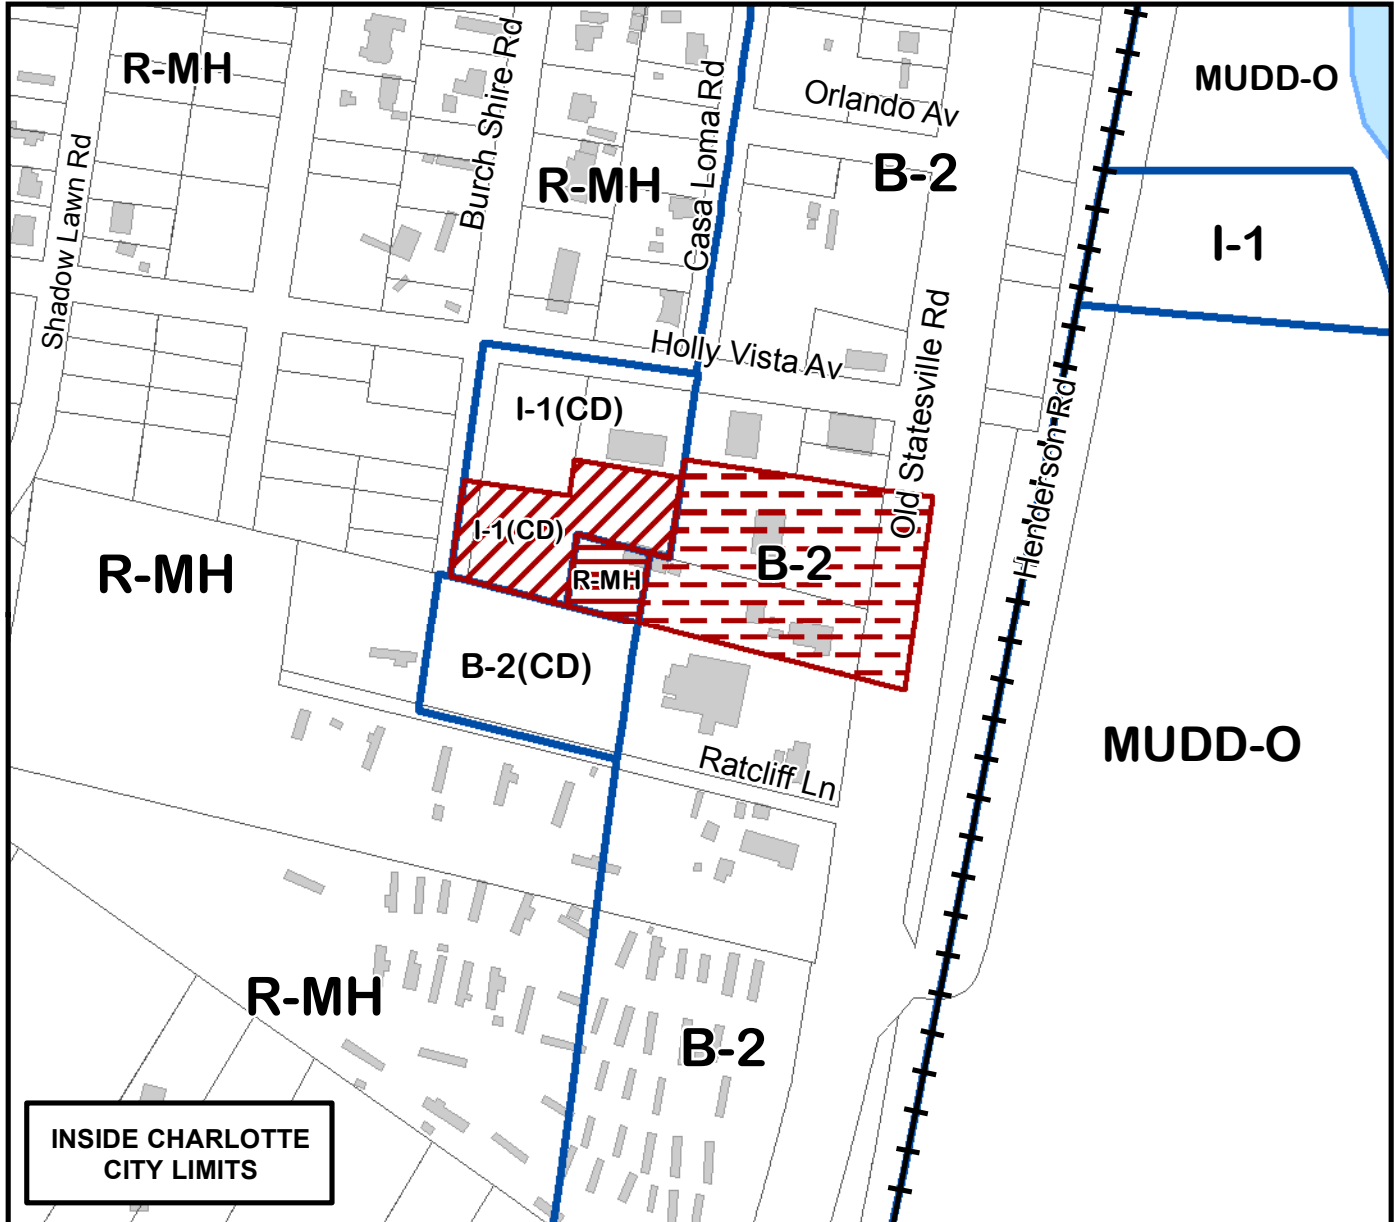 R-MH
MUDD-O
Burch Shire Rd
Casa Loma Rd
Orlando Av
Shadow Lawn Rd
R-MH
B-2
I-1
Holly Vista Av
Old Statesville Rd
Henderson Rd
I-1(CD)
I-1(CD)
R-MH
R-MH
B-2
B-2(CD)
MUDD-O
Ratcliff Ln
R-MH
B-2
INSIDE CHARLOTTE
CITY LIMITS